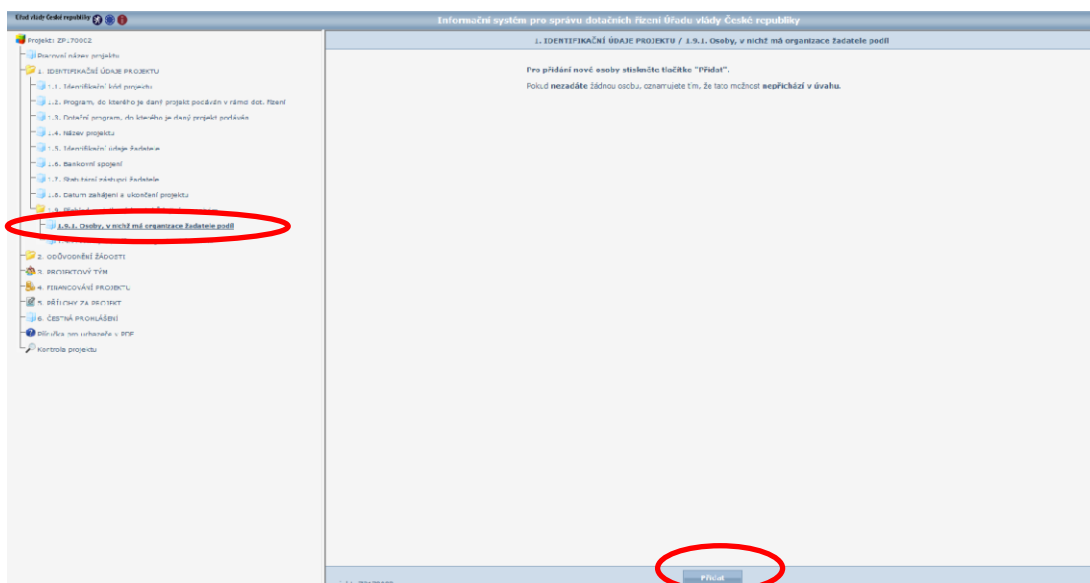 Úřad vlády České republiky
Informační systém pro správu dotačních řízení Úřadu vlády České republiky
Projekt: ZP170002
1. IDENTIFIKAČNÍ ÚDAJE PROJEKTU / 1.9.1. Osoby, v nichž má organizace žadatele podíl
Pracovní název projektu
1. IDENTIFIKAČNÍ ÚDAJE PROJEKTU
1.1. Identifikační kód projektu
1.2. Program, do kterého je daný projekt podáván v rámci dot. řízení
1.3. Dotační program, do kterého je daný projekt podáván
1.4. Název projektu
1.5. Identifikační údaje žadatele
1.6. Bankovní spojení
1.7. Statutární zástupci žadatele
1.8. Datum zahájení a ukončení projektu
1.9.1. Osoby, v nichž má organizace žadatele podíl
2. ODŮVODNĚNÍ ŽÁDOSTI
3. PROJEKTOVÝ TÝM
4. FINANCOVÁNÍ PROJEKTU
5. PŘÍLOHY ZA PROJEKT
6. ČESTNÁ PROHLÁŠENÍ
Příručka pro uchazeče v PDF
Kontrola projektu
Pro přidání nové osoby stiskněte tlačítko "Přidat".
Pokud nezadáte žádnou osobu, oznamujete tím, že tato možnost nepřichází v úvahu.
Přidat